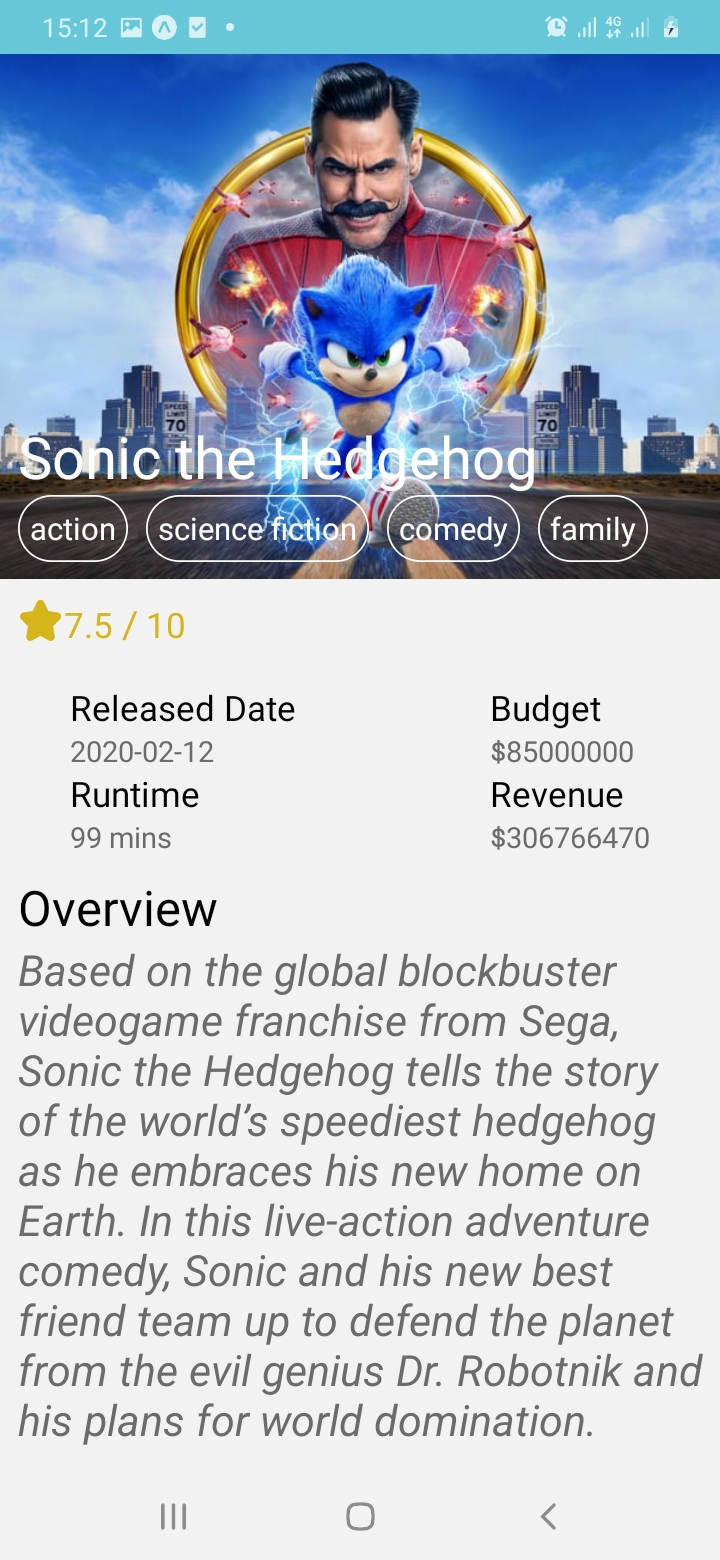 15:12
4G
SPEED
LIMIT
70
SPEED
LIMIT
70
Sonic the Hedgehog
action science fiction comedy family
7.5 / 10
Released Date Budget
2020-02-12 $85000000
Runtime Revenue
99 mins $306766470
Overview
Based on the global blockbuster
videogame franchise from Sega,
Sonic the Hedgehog tells the story
of the world’s speediest hedgehog
as he embraces his new home on
Earth. In this live-action adventure
comedy, Sonic and his new best
friend team up to defend the planet
from the evil genius Dr. Robotnik and
his plans for world domination.